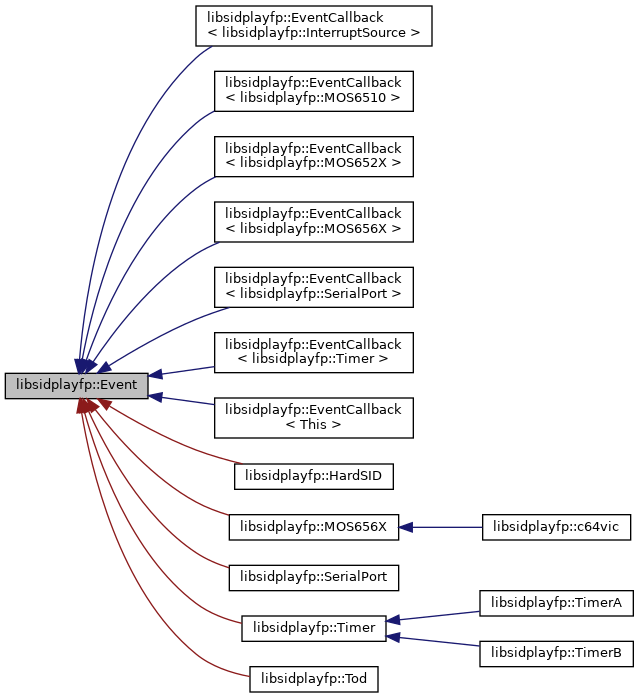 libsidplayfp::EventCallback
< libsidplayfp::InterruptSource >
libsidplayfp::EventCallback
< libsidplayfp::MOS6510 >
libsidplayfp::EventCallback
< libsidplayfp::MOS652X >
libsidplayfp::EventCallback
< libsidplayfp::MOS656X >
libsidplayfp::EventCallback
< libsidplayfp::SerialPort >
libsidplayfp::EventCallback
< libsidplayfp::Timer >
libsidplayfp::Event
libsidplayfp::EventCallback
< This >
libsidplayfp::HardSID
libsidplayfp::MOS656X
libsidplayfp::c64vic
libsidplayfp::SerialPort
libsidplayfp::TimerA
libsidplayfp::Timer
libsidplayfp::TimerB
libsidplayfp::Tod